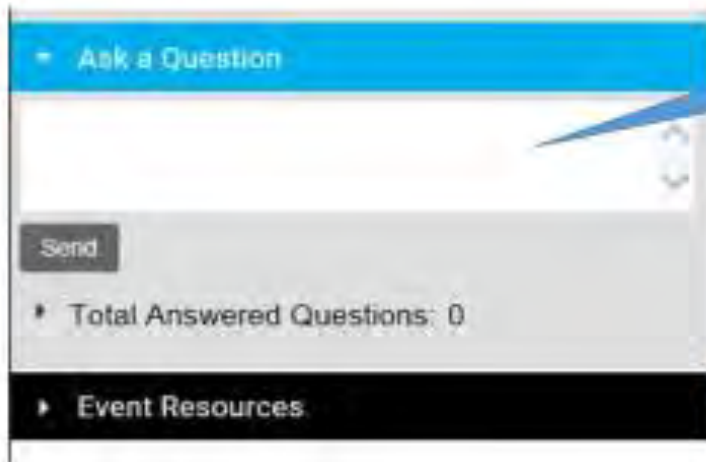 Ask a Question
Send
Total Answered Questions: 0
Event Resources